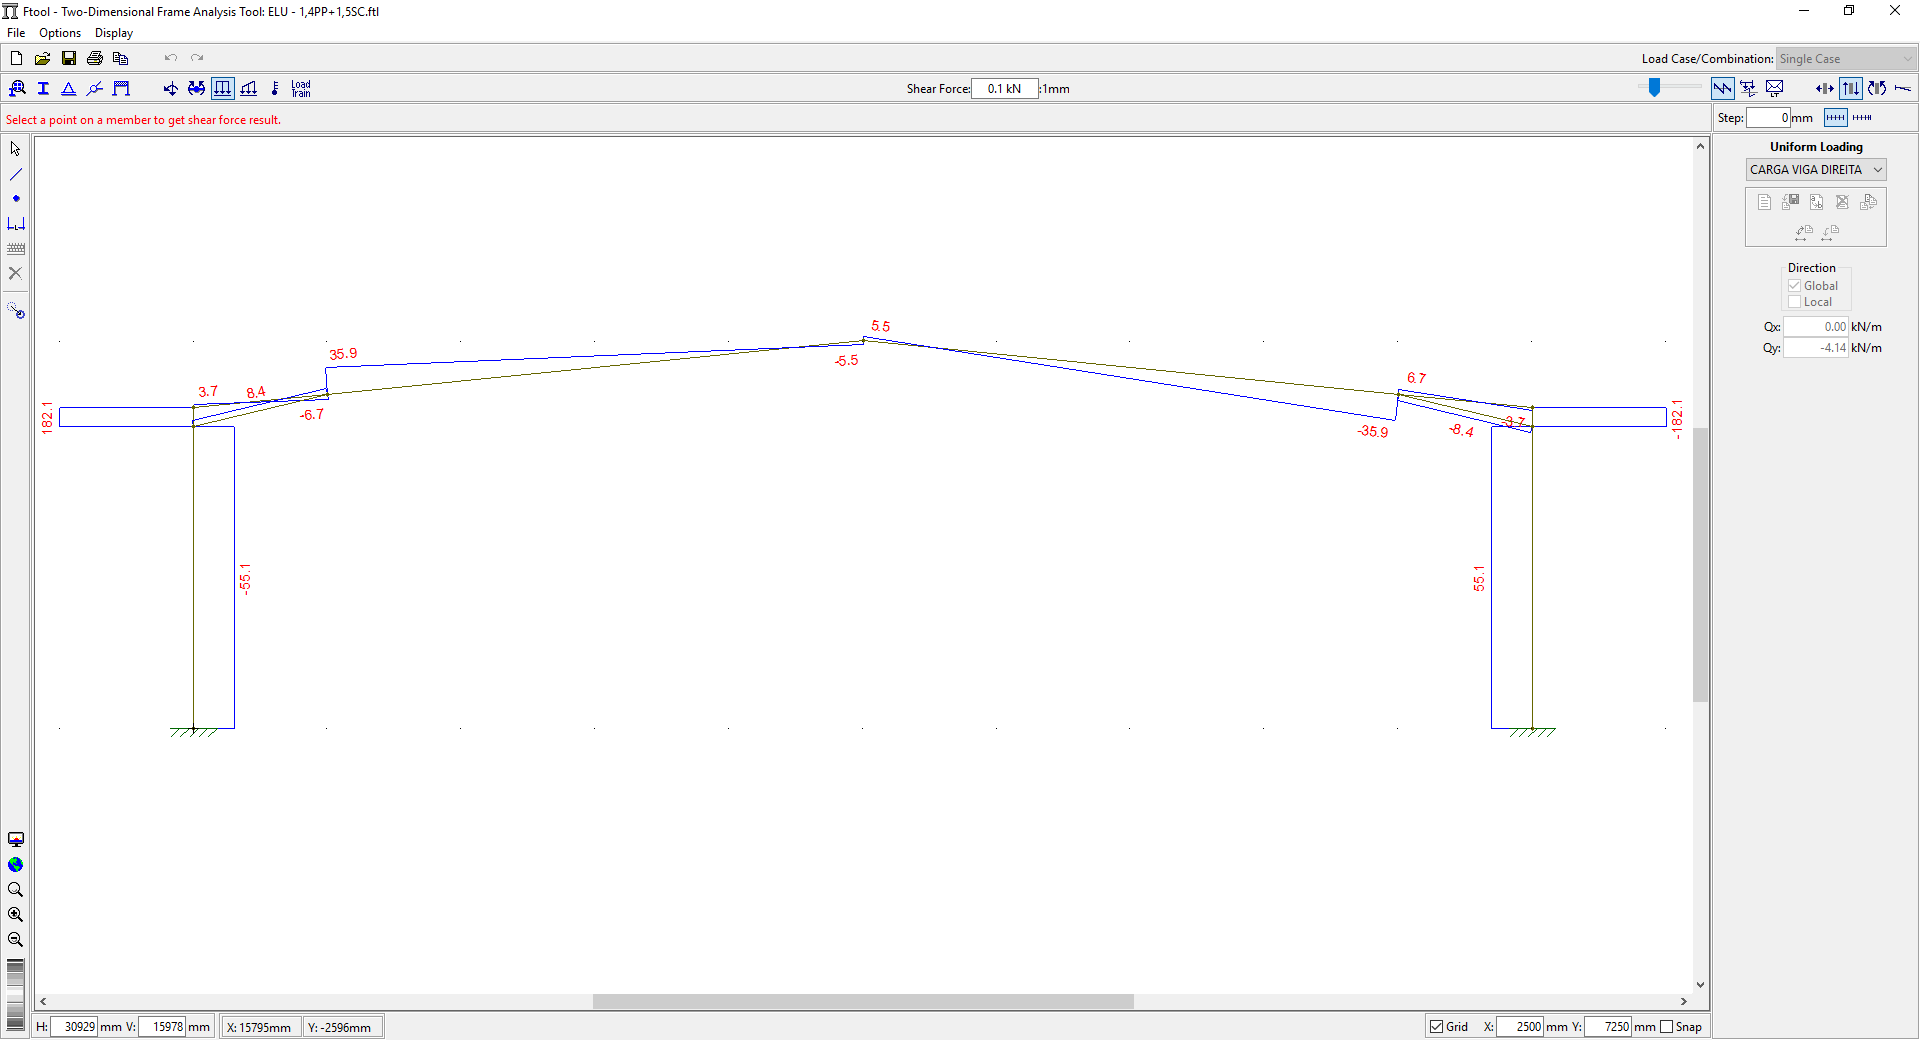 Ftool - Two-Dimensional Frame Analysis Tool: ELU - 1,4PP+1,5SC.ftl
File Options Display
Load Case/Combination: Single Case
Load Train
Shear Force: 0.1 kN :1mm
Select a point on a member to get shear force result.
Step: 0 mm
Uniform Loading
CARGA VIGA DIREITA
Direction
Global
Local
Qx: 0.00 kN/m
Qy: -4.14 kN/m
5.5
-5.5
35.9
3.7
8.4
-6.7
182.1
6.7
-35.9
-8.4
-3.7
-182.1
-55.1
55.1
H: 30929 mm V: 15978 mm X: 15795mm Y: -2596mm
Grid X: 2500 mm Y: 7250 mm Snap